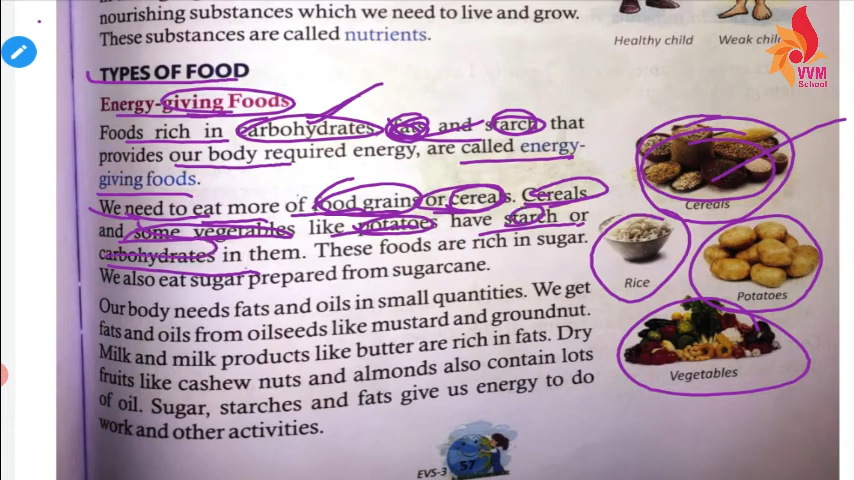 nourishing substances which we need to live and grow.
These substances are called nutrients.
Healthy child
Weak child
VVM
School
TYPES OF FOOD
Energy-giving Foods
Foods rich in carbohydrates, fats and starch that
provides our body required energy, are called energy-
giving foods.
We need to eat more of food grains or cereals. Cereals
and some vegetables like potatoes have starch or
carbohydrates in them. These foods are rich in sugar.
We also eat sugar prepared from sugarcane.
Our body needs fats and oils in small quantities. We get
fats and oils from oilseeds like mustard and groundnut.
Milk and milk products like butter are rich in fats. Dry
fruits like cashew nuts and almonds also contain lots
of oil. Sugar, starches and fats give us energy to do
work and other activities.
Cereals
Rice
Potatoes
Vegetables
EVS-3
57